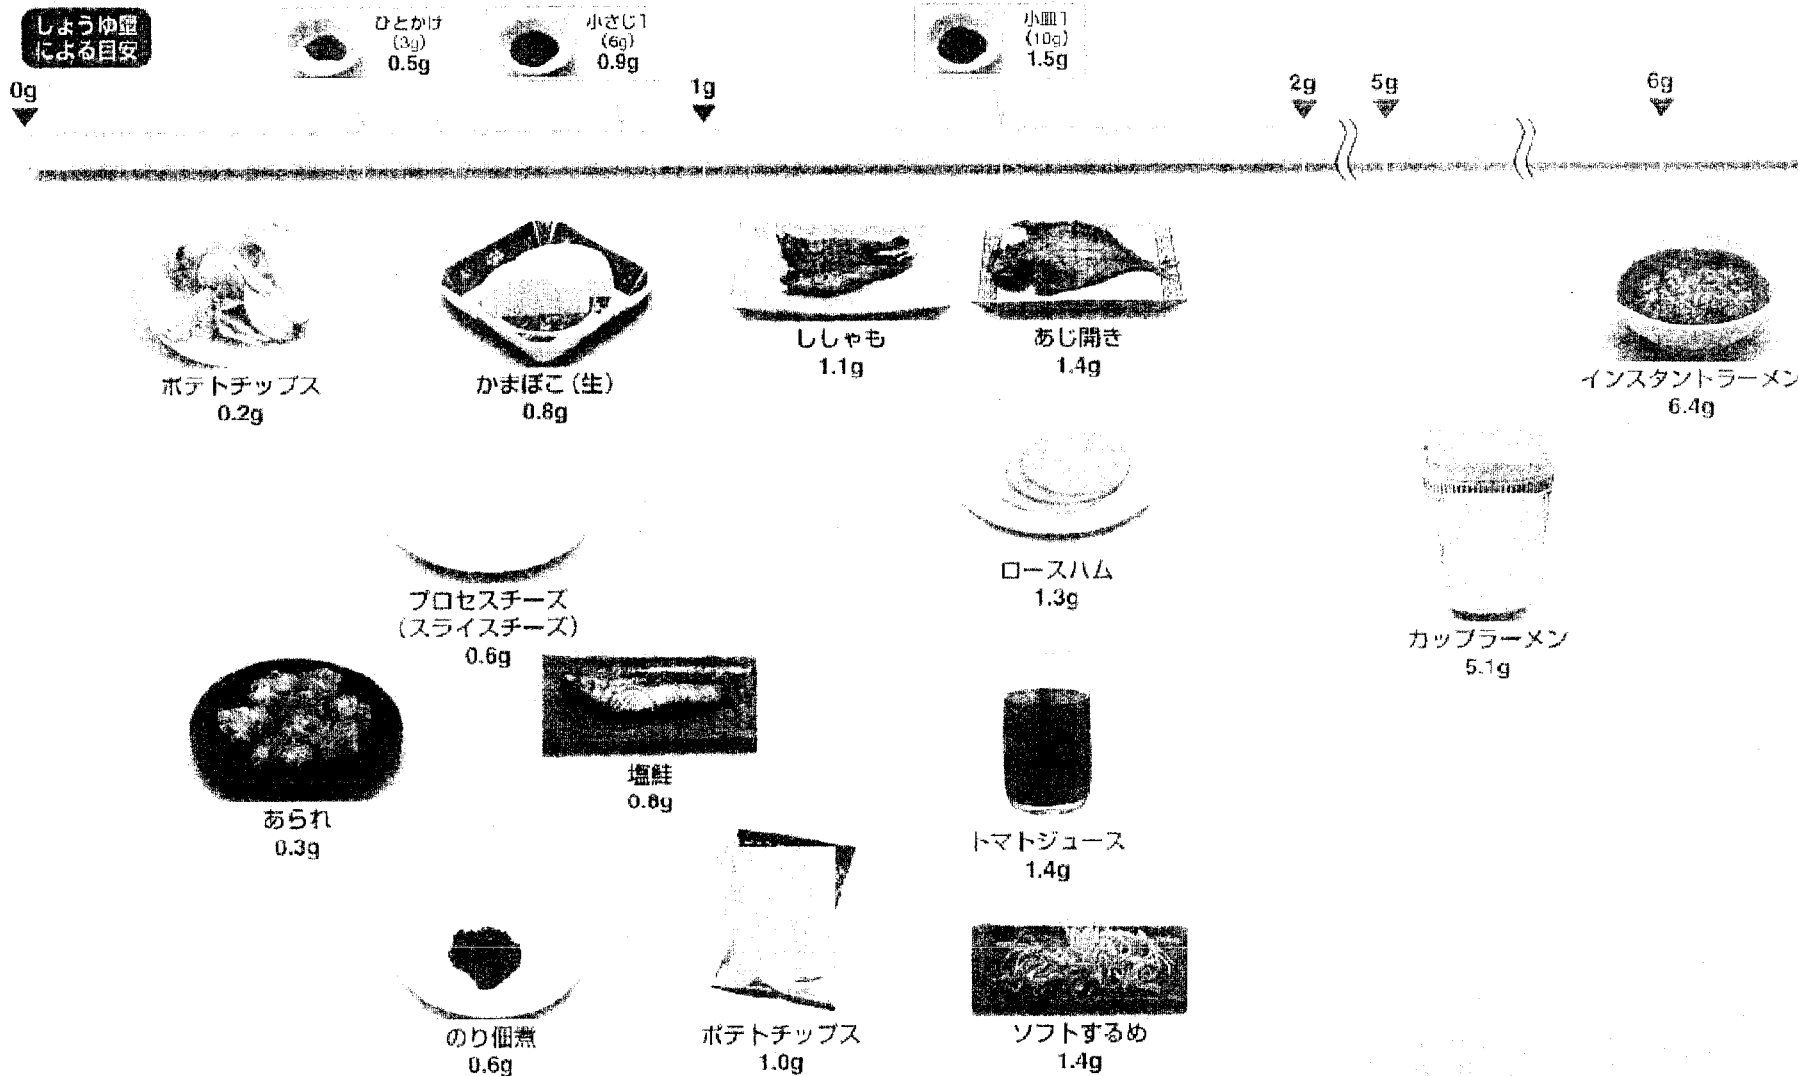 しょうゆ量
による目安
ひとかけ
(3g)
0.5g
小さじ1
(6g)
0.9g
小皿1
(10g)
1.5g
0g
1g
2g
5g
6g
ポテトチップス
0.2g
かまぼこ（生）
0.8g
ししゃも
1.1g
あじ開き
1.4g
インスタントラーメン
6.4g
プロセスチーズ
（スライスチーズ）
0.6g
ロースハム
1.3g
カップラーメン
5.1g
あられ
0.3g
塩鮭
0.8g
トマトジュース
1.4g
のり佃煮
0.6g
ポテトチップス
1.0g
ソフトするめ
1.4g